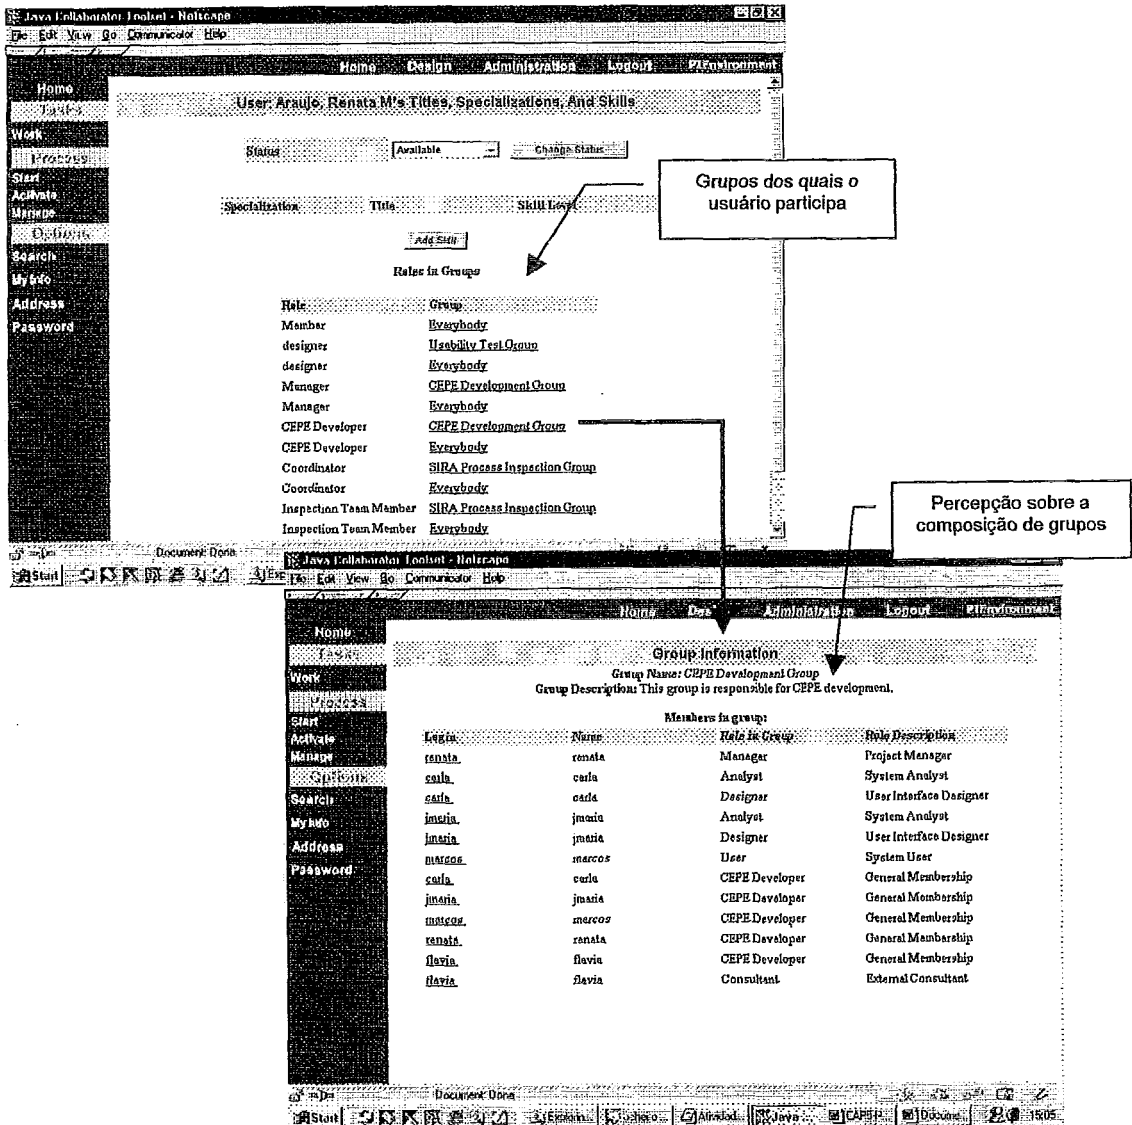 Java Collaborator Toolset - Netscape
File Edit View Go Communicator Help
Home Design Administration Logout PIEnvironment
Home
Tasks
Work
Process
Start
Activate
Manage
Options
Search
My Info
Address
Password
User: Araujo, Renata M's Titles, Specializations, And Skills
Status Available Change Status
Specialization Title Skill Level
Add Skill
Roles in Groups
Role Group
Member Everybody
designer Usability Test Group
designer Everybody
Manager CEPE Development Group
Manager Everybody
CEPE Developer CEPE Development Group
CEPE Developer Everybody
Coordinator SIRA Process Inspection Group
Coordinator Everybody
Inspection Team Member SIRA Process Inspection Group
Inspection Team Member Everybody
Document: Done
Start
Grupos dos quais o
usuário participa
Percepção sobre a
composição de grupos
Java Collaborator Toolset - Netscape
File Edit View Go Communicator Help
Home Administration Logout PIEnvironment
Home
Tasks
Work
Process
Start
Activate
Manage
Options
Search
My Info
Address
Password
Group Information
Group Name: CEPE Development Group
Group Description: This group is responsible for CEPE development.
Members in group:
Login Name Role in Group Role Description
renata renata Manager Project Manager
carla carla Analyst System Analyst
carla carla Designer User Interface Designer
jmaria jmaria Analyst System Analyst
jmaria jmaria Designer User Interface Designer
marcos marcos User System User
carla carla CEPE Developer General Membership
jmaria jmaria CEPE Developer General Membership
marcos marcos CEPE Developer General Membership
renata renata CEPE Developer General Membership
flavia flavia CEPE Developer General Membership
flavia flavia Consultant External Consultant
Document: Done
Start Java 15:05